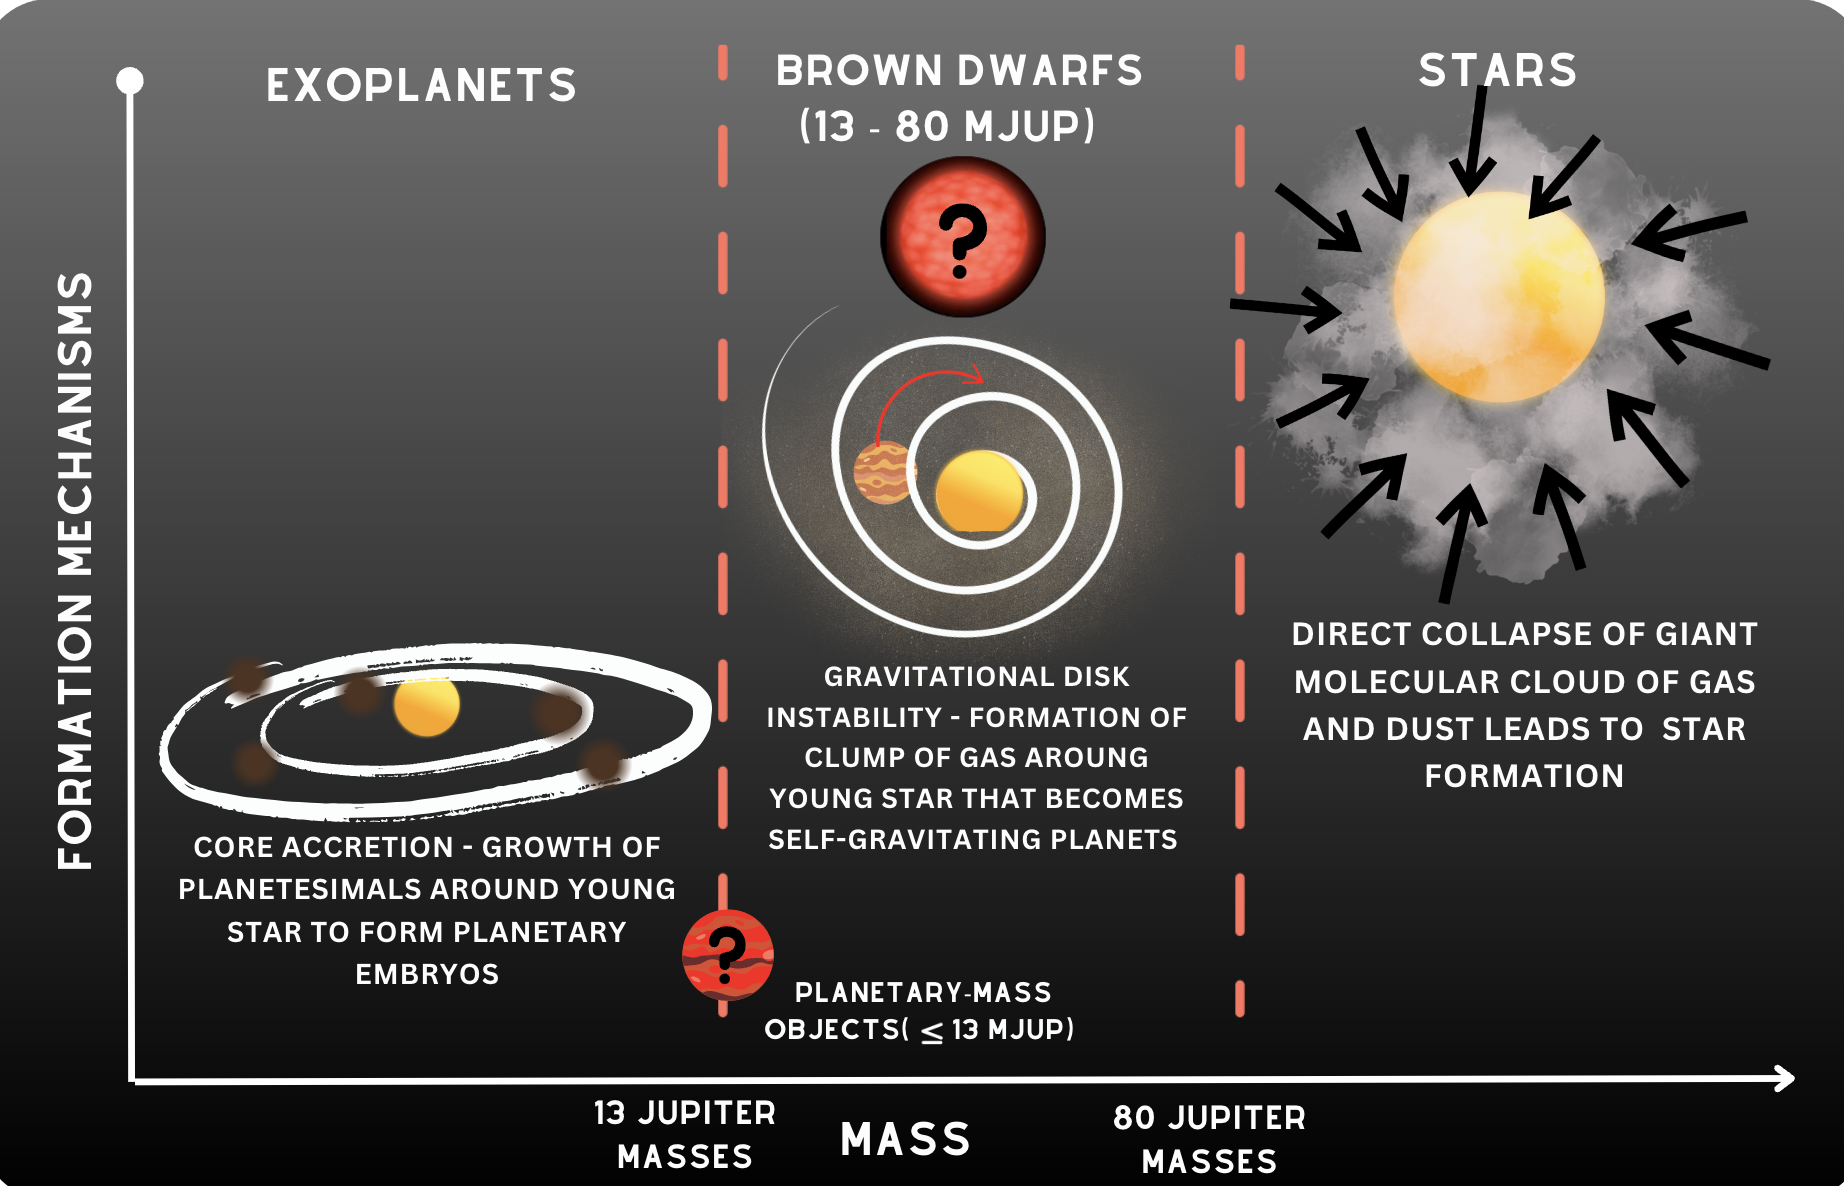 EXOPLANETS
BROWN DWARFS
(13 - 80 MJUP)
STARS
?
FORMATION MECHANISMS
DIRECT COLLAPSE OF GIANT
MOLECULAR CLOUD OF GAS
AND DUST LEADS TO STAR
FORMATION
GRAVITATIONAL DISK
INSTABILITY - FORMATION OF
CLUMP OF GAS AROUNG
YOUNG STAR THAT BECOMES
SELF-GRAVITATING PLANETS
CORE ACCRETION - GROWTH OF
PLANETESIMALS AROUND YOUNG
STAR TO FORM PLANETARY
EMBRYOS
?
PLANETARY-MASS
OBJECTS( ≤ 13 MJUP)
13 JUPITER
MASSES
MASS
80 JUPITER
MASSES